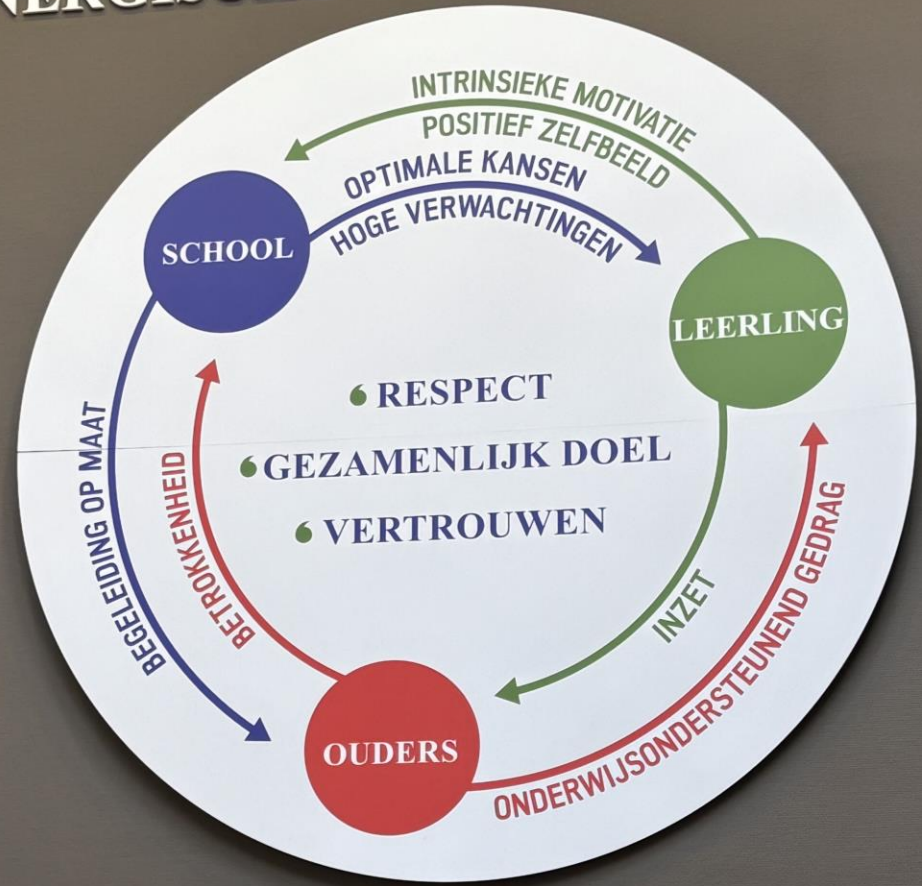 INTRINSIEKE MOTIVATIE
POSITIEF ZELFBEELD
OPTIMALE KANSEN
HOGE VERWACHTINGEN
SCHOOL
LEERLING
RESPECT
GEZAMENLIJK DOEL
VERTROUWEN
BEGELEIDING OP MAAT
BETROKKENHEID
INZET
ONDERWIJSONDERSTEUNEND GEDRAG
OUDERS